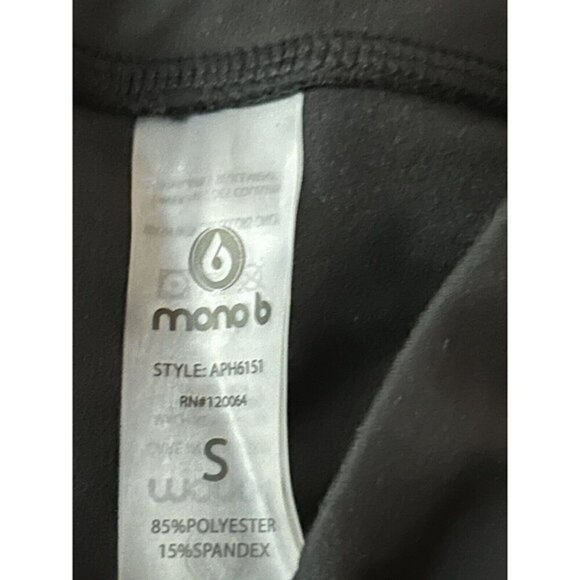 mono b
STYLE: APH6151
RN#120064
S
85%POLYESTER
15%SPANDEX